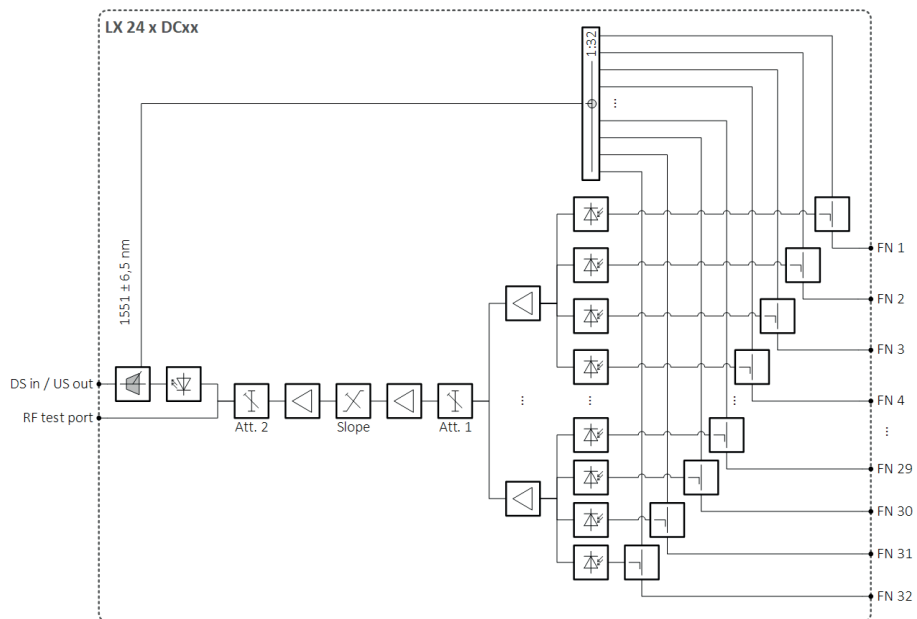 LX 24 x DCxx
1:32
1551 ± 6,5 nm
FN 1
FN 2
FN 3
DS in / US out
FN 4
RF test port
Att. 2
Slope
Att. 1
FN 29
FN 30
FN 31
FN 32